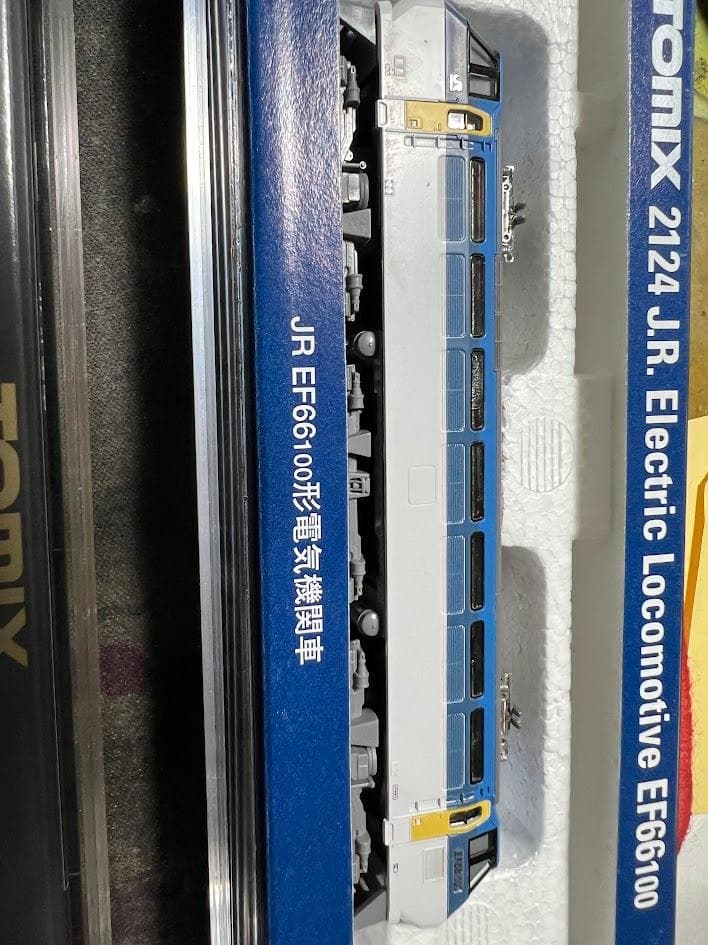 TOMIX 2124 J.R. Electric Locomotive EF66100
JR EF66100形電気機関車
TOMIX